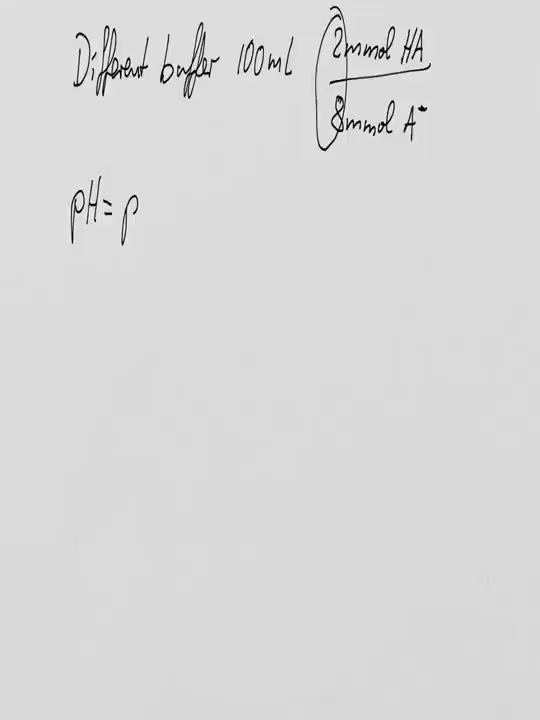 Different buffer 100mL 2mmol HA
8mmol A⁻
pH = p